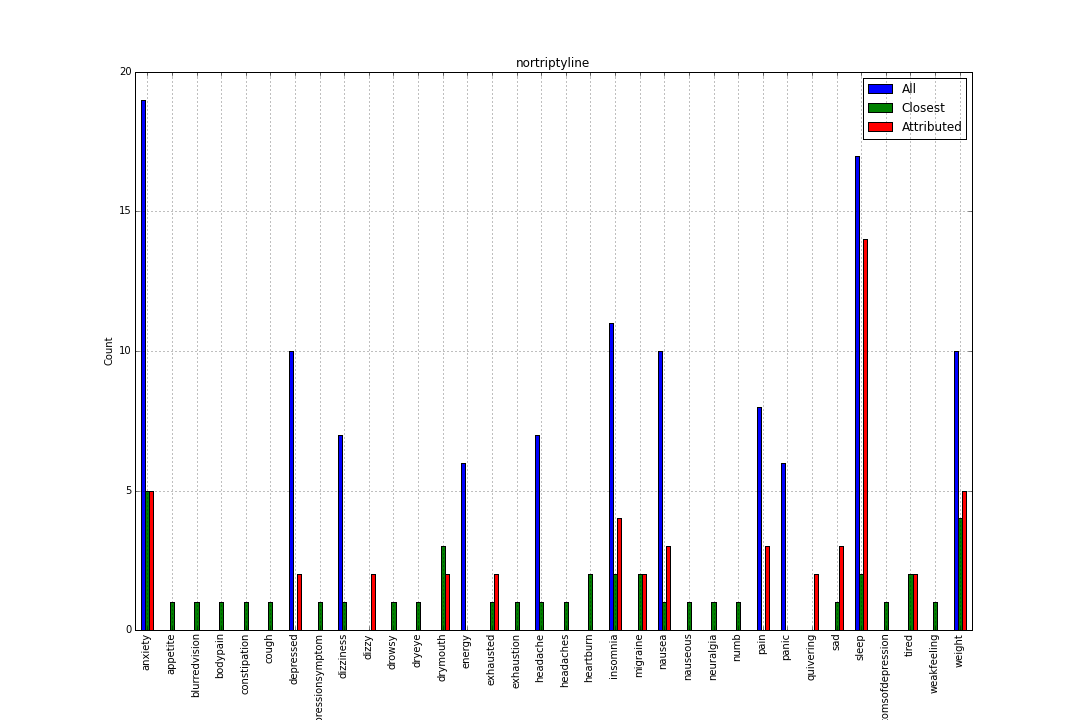 nortriptyline
20
15
10
5
0
Count
All
Closest
Attributed
anxiety
appetite
blurredvision
bodypain
constipation
cough
depressed
pressionsymptom
dizziness
dizzy
drowsy
dryeye
drymouth
energy
exhausted
exhaustion
headache
headaches
heartburn
insomnia
migraine
nausea
nauseous
neuralgia
numb
pain
panic
quivering
sad
sleep
omsofdepression
tired
weakfeeling
weight